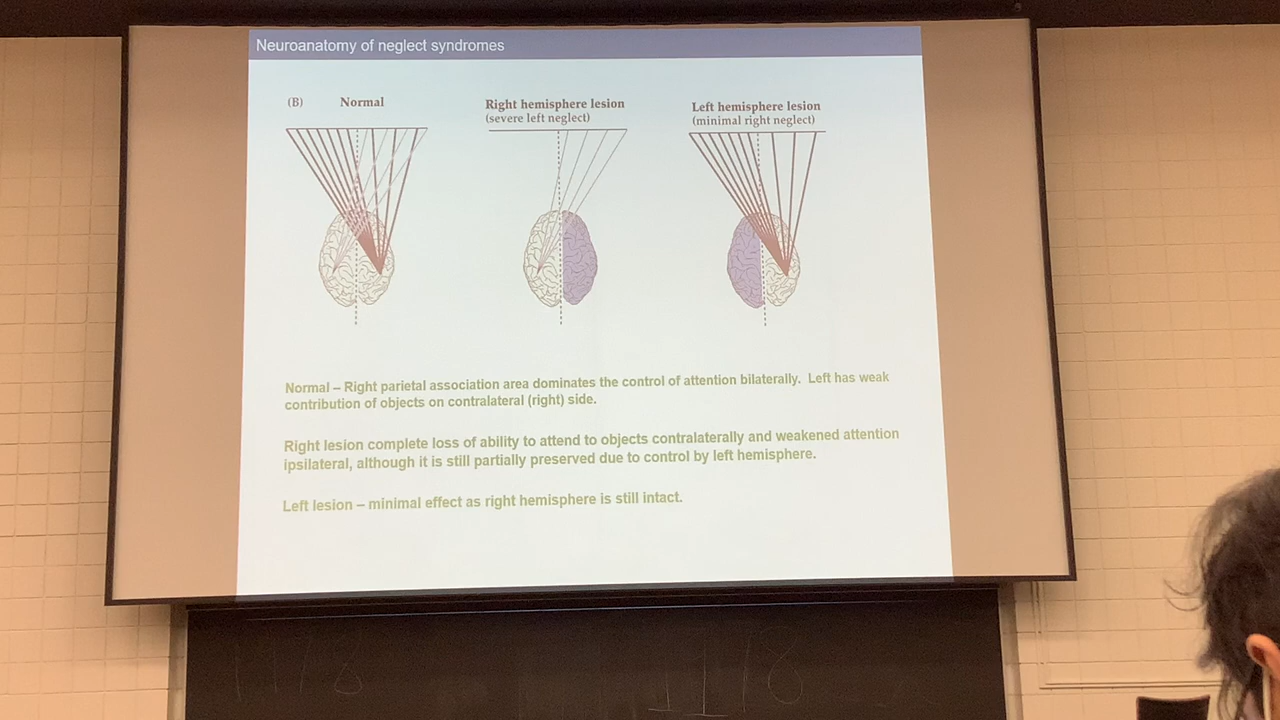 Neuroanatomy of neglect syndromes
(B) Normal
Right hemisphere lesion
(severe left neglect)
Left hemisphere lesion
(minimal right neglect)
Normal – Right parietal association area dominates the control of attention bilaterally. Left has weak
contribution of objects on contralateral (right) side.
Right lesion complete loss of ability to attend to objects contralaterally and weakened attention
ipsilateral, although it is still partially preserved due to control by left hemisphere.
Left lesion – minimal effect as right hemisphere is still intact.